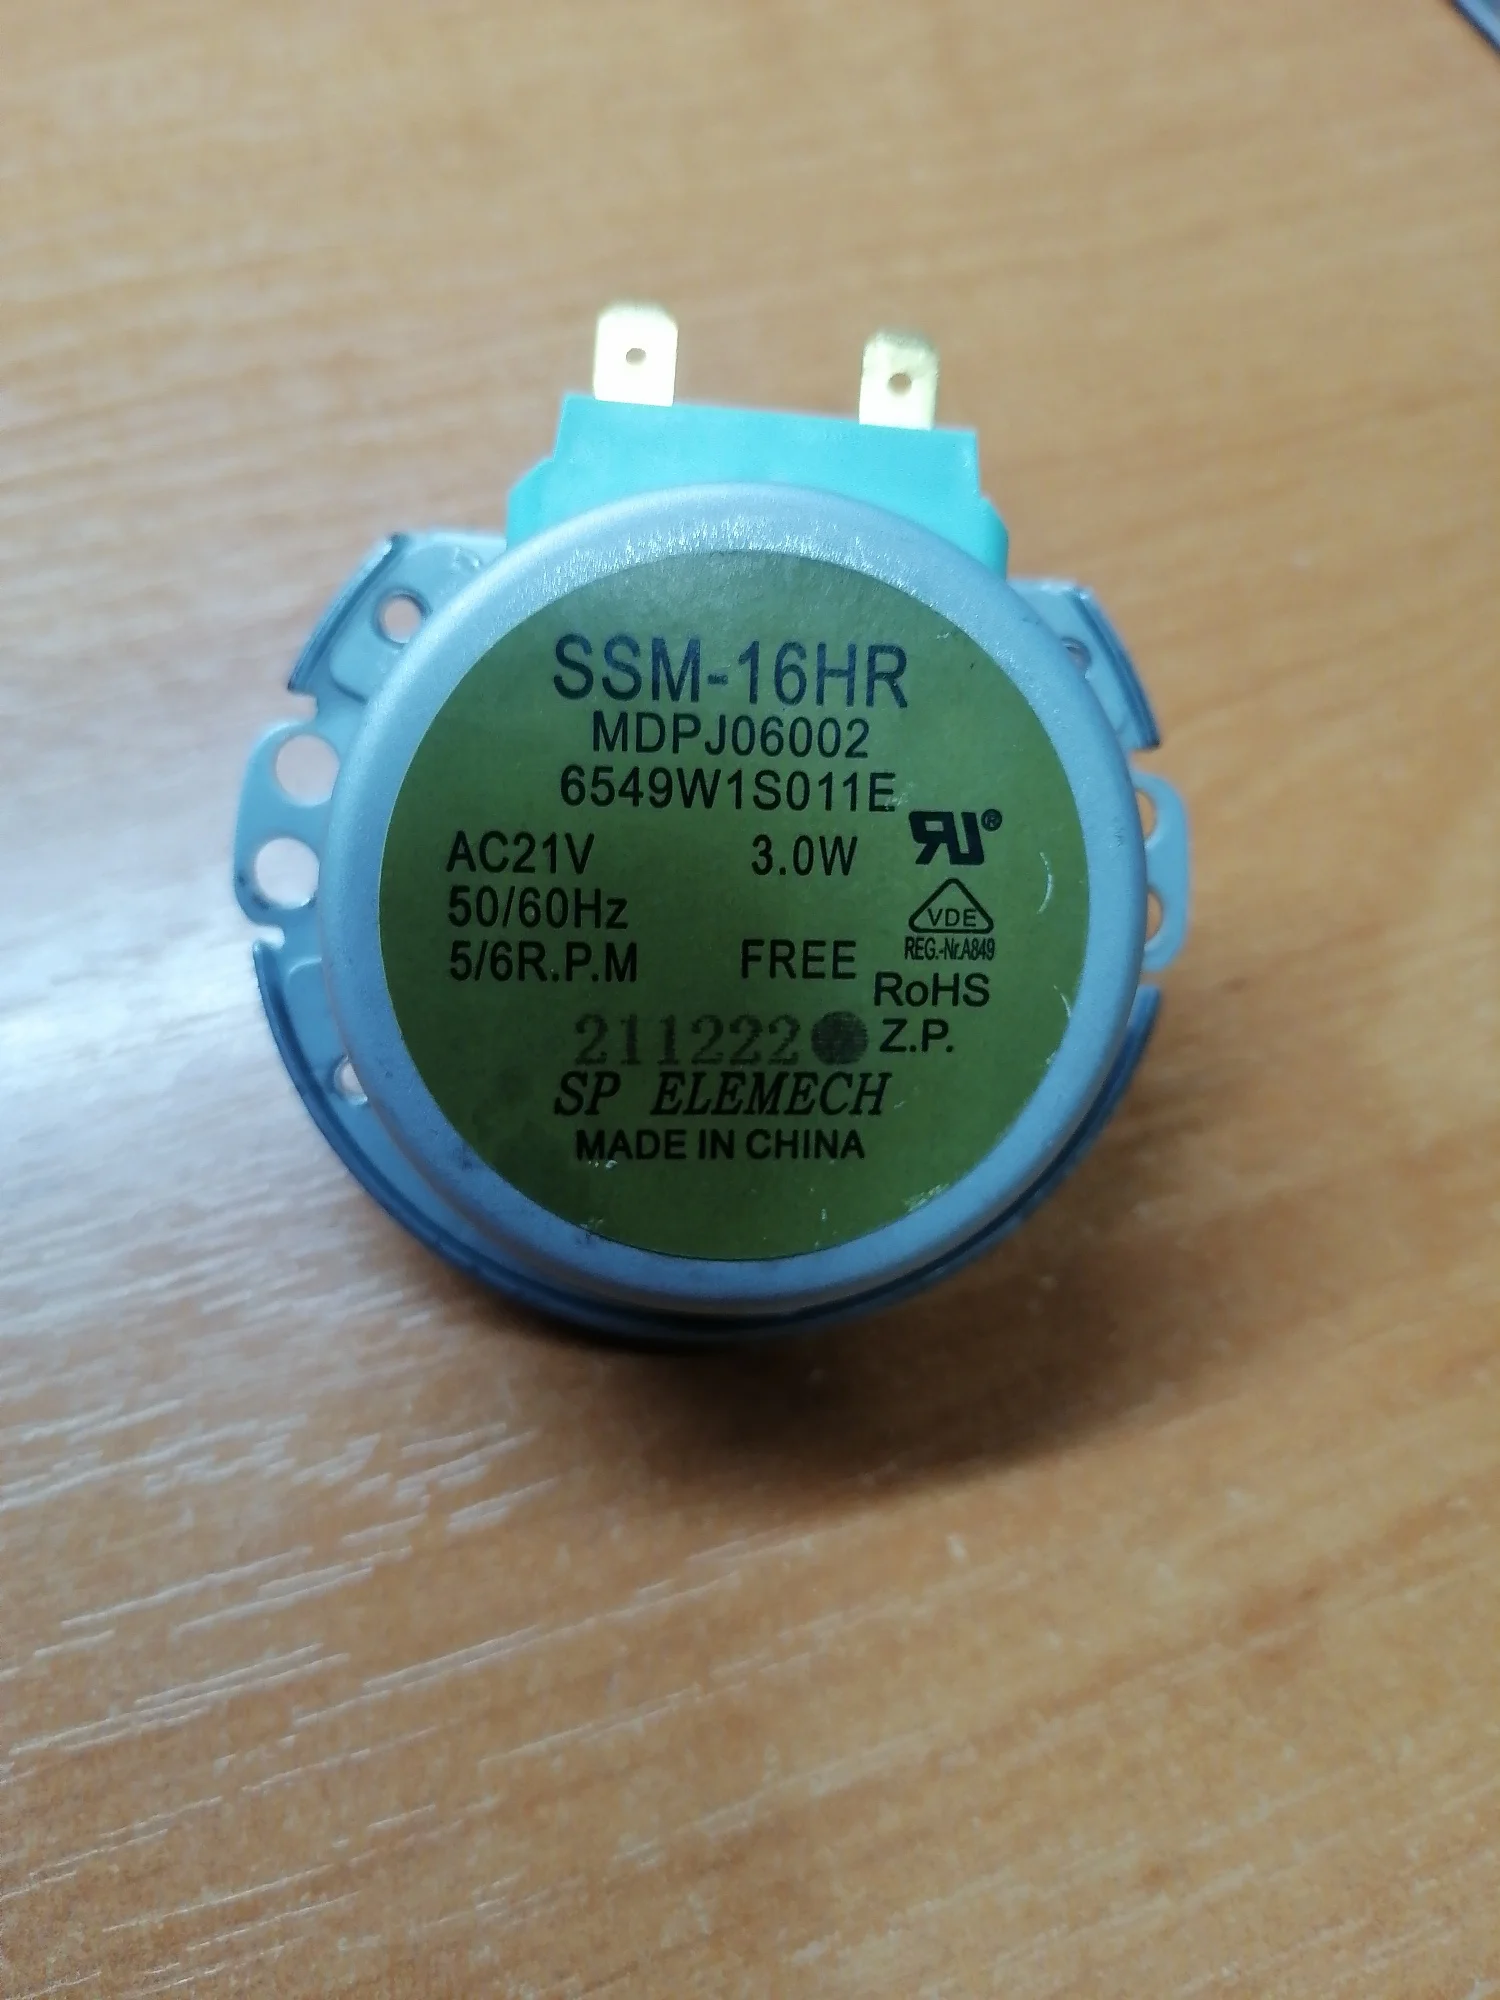 SSM-16HR
MDPJ06002
6549W1S011E
AC21V 3.0W
RU®
50/60Hz
VDE
REG.-Nr.A849
5/6R.P.M FREE
RoHS
211222
Z.P.
SP ELEMECH
MADE IN CHINA